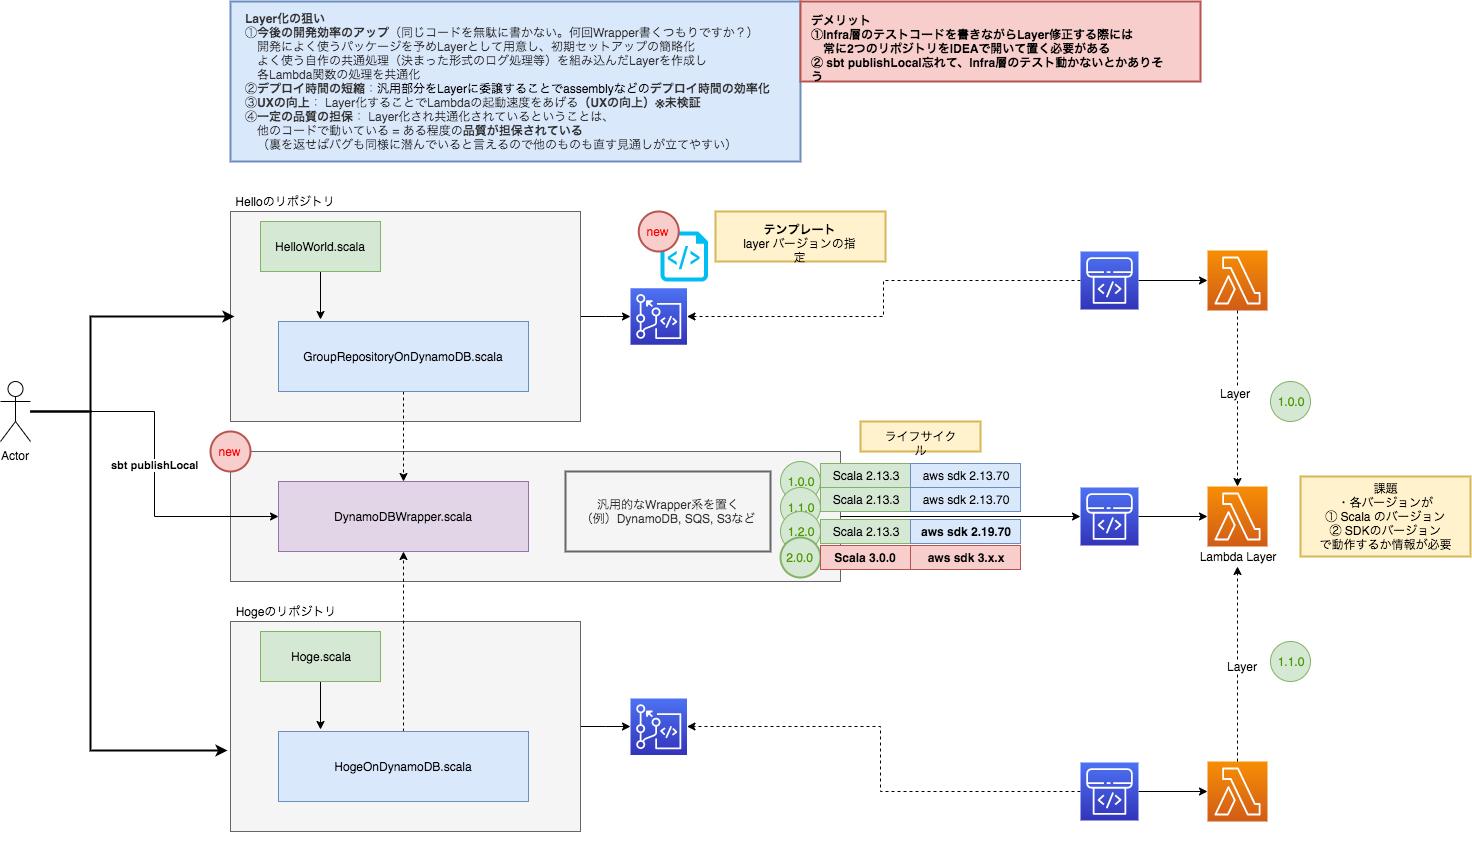 Layer化の狙い
①今後の開発効率のアップ（同じコードを無駄に書かない。何回Wrapper書くつもりですか？）
開発によく使うパッケージを予めLayerとして用意し、初期セットアップの簡略化
よく使う自作の共通処理（決まった形式のログ処理等）を組み込んだLayerを作成し
各Lambda関数の処理を共通化
②デプロイ時間の短縮：汎用部分をLayerに委譲することでassemblyなどのデプロイ時間の効率化
③UXの向上： Layer化することでLambdaの起動速度をあげる（UXの向上）※未検証
④一定の品質の担保： Layer化され共通化されているということは、
他のコードで動いている = ある程度の品質が担保されている
（裏を返せばバグも同様に潜んでいると言えるので他のものも直す見通しが立てやすい）
デメリット
①Infra層のテストコードを書きながらLayer修正する際には
常に2つのリポジトリをIDEAで開いて置く必要がある
② sbt publishLocal忘れて、Infra層のテスト動かないとかありそ
う
Helloのリポジトリ
HelloWorld.scala
GroupRepositoryOnDynamoDB.scala
new
テンプレート
layer バージョンの指
定
Layer
1.0.0
Actor
sbt publishLocal
new
DynamoDBWrapper.scala
汎用的なWrapper系を置く
（例）DynamoDB, SQS, S3など
ライフサイク
ル
1.0.0 Scala 2.13.3 aws sdk 2.13.70
1.1.0 Scala 2.13.3 aws sdk 2.13.70
1.2.0 Scala 2.13.3 aws sdk 2.19.70
2.0.0 Scala 3.0.0 aws sdk 3.x.x
Lambda Layer
課題
・各バージョンが
① Scala のバージョン
② SDKのバージョン
で動作するか情報が必要
Hogeのリポジトリ
Hoge.scala
HogeOnDynamoDB.scala
Layer
1.1.0